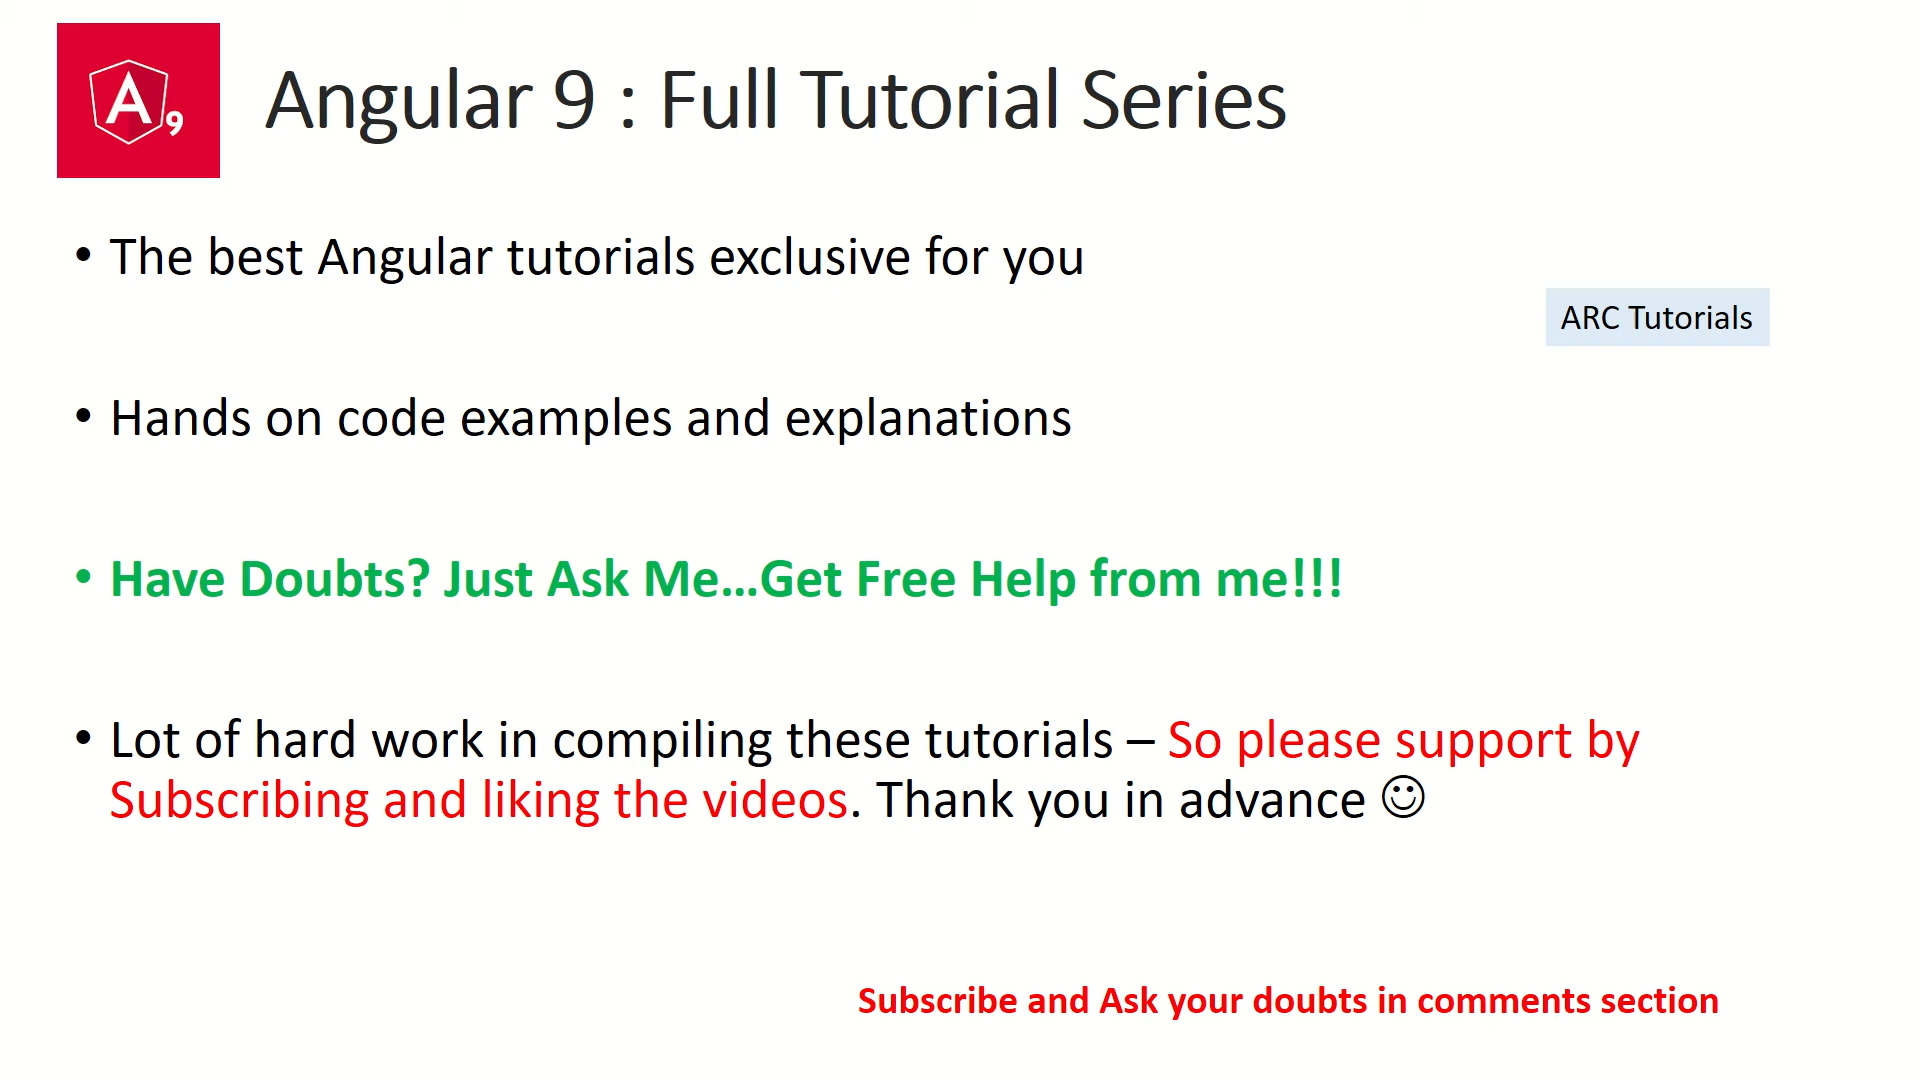 A9
Angular 9 : Full Tutorial Series
• The best Angular tutorials exclusive for you
ARC Tutorials
• Hands on code examples and explanations
• Have Doubts? Just Ask Me...Get Free Help from me!!!
• Lot of hard work in compiling these tutorials – So please support by
Subscribing and liking the videos. Thank you in advance ☺
Subscribe and Ask your doubts in comments section